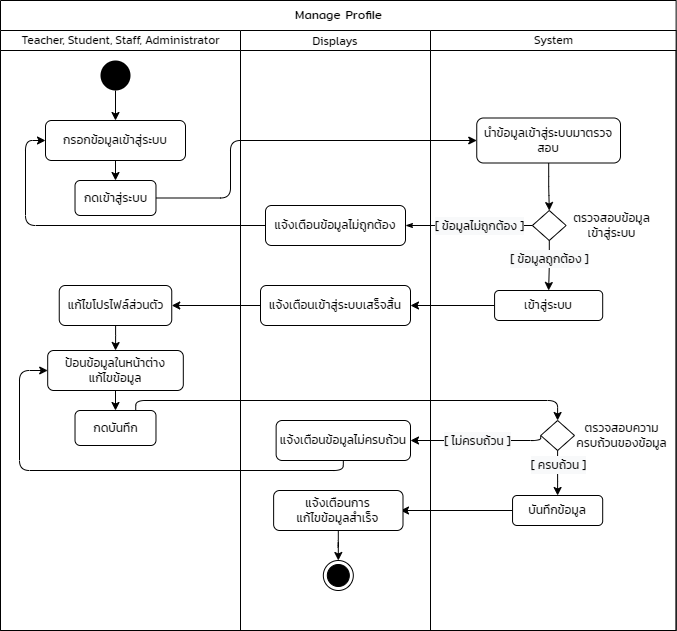 Manage Profile
Teacher, Student, Staff, Administrator
Displays
System
กรอกข้อมูลเข้าสู่ระบบ
นำข้อมูลเข้าสู่ระบบมาตรวจ
สอบ
กดเข้าสู่ระบบ
แจ้งเตือนข้อมูลไม่ถูกต้อง
[ ข้อมูลไม่ถูกต้อง ]
ตรวจสอบข้อมูล
เข้าสู่ระบบ
[ ข้อมูลถูกต้อง ]
แก้ไขโปรไฟล์ส่วนตัว
แจ้งเตือนเข้าสู่ระบบเสร็จสิ้น
เข้าสู่ระบบ
ป้อนข้อมูลในหน้าต่าง
แก้ไขข้อมูล
กดบันทึก
แจ้งเตือนข้อมูลไม่ครบถ้วน
[ ไม่ครบถ้วน ]
ตรวจสอบความ
ครบถ้วนของข้อมูล
[ ครบถ้วน ]
แจ้งเตือนการ
แก้ไขข้อมูลสำเร็จ
บันทึกข้อมูล